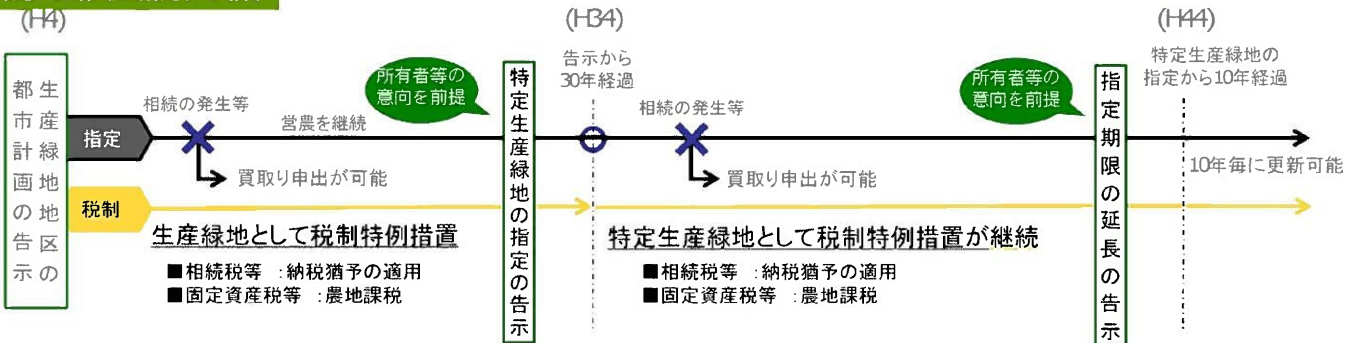 (H4)
生産緑地地区の
都市計画の告示
指定
税制
相続の発生等
営農を継続
買取り申出が可能
生産緑地として税制特例措置
■相続税等 :納税猶予の適用
■固定資産税等 :農地課税
所有者等の
意向を前提
特定生産緑地の指定の告示
(H34)
告示から
30年経過
相続の発生等
買取り申出が可能
特定生産緑地として税制特例措置が継続
■相続税等 :納税猶予の適用
■固定資産税等 :農地課税
所有者等の
意向を前提
指定期限の延長の告示
(H44)
特定生産緑地の
指定から10年経過
10年毎に更新可能